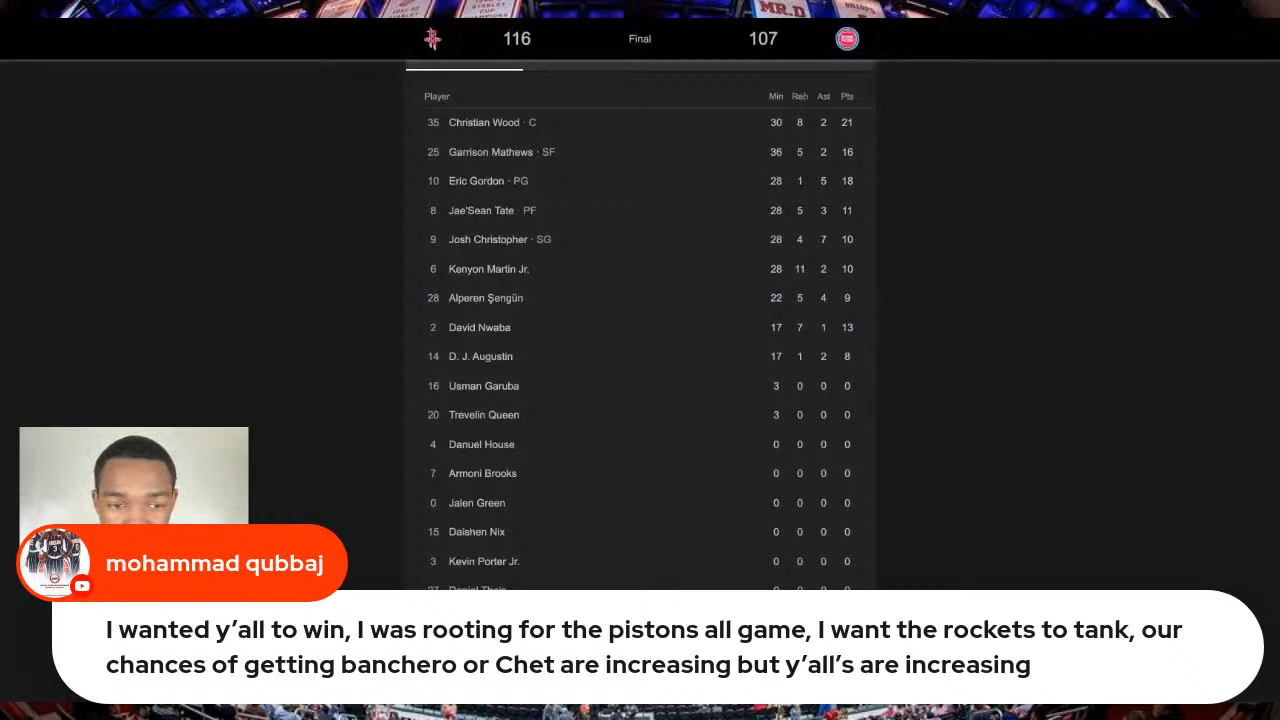 MR.D
116 Final 107
Player Min Reb Ast Pts
35 Christian Wood · C 30 8 2 21
25 Garrison Mathews · SF 36 5 2 16
10 Eric Gordon · PG 28 1 5 18
8 Jae'Sean Tate · PF 28 5 3 11
9 Josh Christopher · SG 28 4 7 10
6 Kenyon Martin Jr. 28 11 2 10
28 Alperen Şengün 22 5 4 9
2 David Nwaba 17 7 1 13
14 D. J. Augustin 17 1 2 8
16 Usman Garuba 3 0 0 0
20 Trevelin Queen 3 0 0 0
4 Danuel House 0 0 0 0
7 Armoni Brooks 0 0 0 0
0 Jalen Green 0 0 0 0
15 Daishen Nix 0 0 0 0
3 Kevin Porter Jr. 0 0 0 0
27 Daniel Theis 0 0 0 0
mohammad qubbaj
I wanted y’all to win, I was rooting for the pistons all game, I want the rockets to tank, our
chances of getting banchero or Chet are increasing but y’all’s are increasing